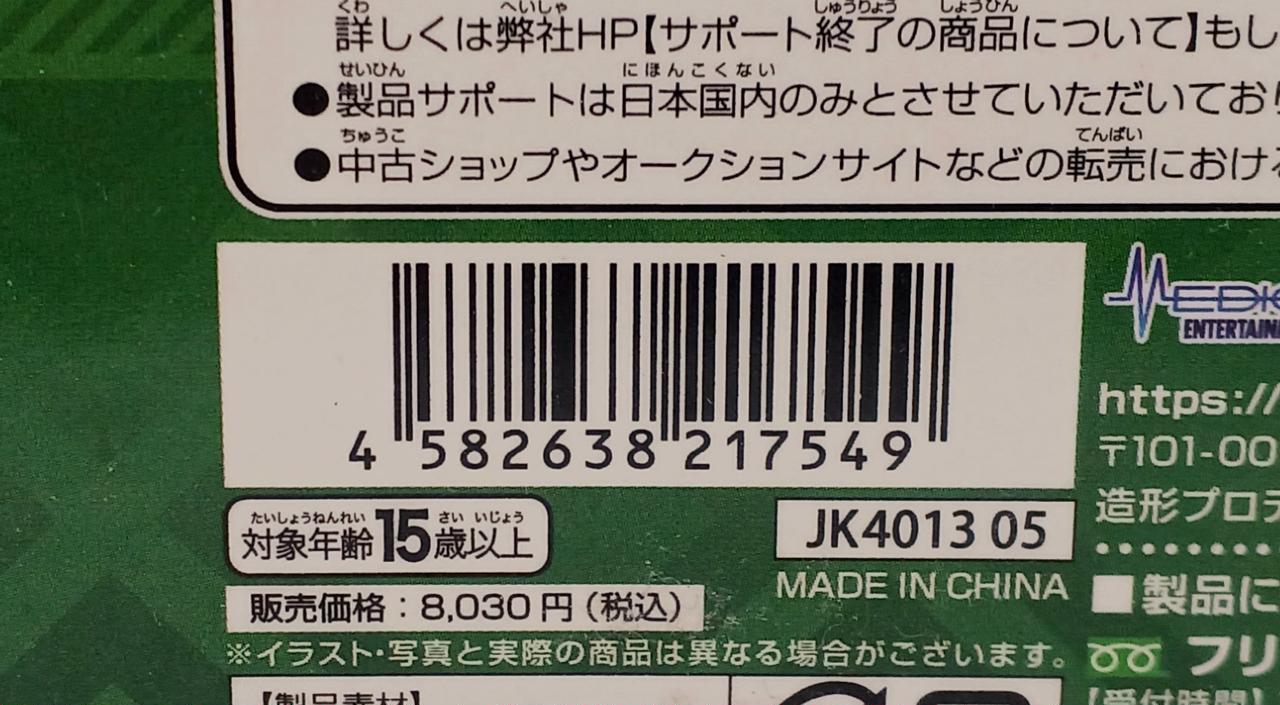 詳しくは弊社HP【サポート終了の商品について】もし
●製品サポートは日本国内のみとさせていただいており
●中古ショップやオークションサイトなどの転売におけ
4 582638 217549
MEDIC
ENTERTAIN
https://
〒101-00
造形プロデ
対象年齢15歳以上
JK4013 05
MADE IN CHINA
■製品に
販売価格：8,030円（税込）
※イラスト・写真と実際の商品は異なる場合がございます。
フリ
【製品素材】
【受付時間】